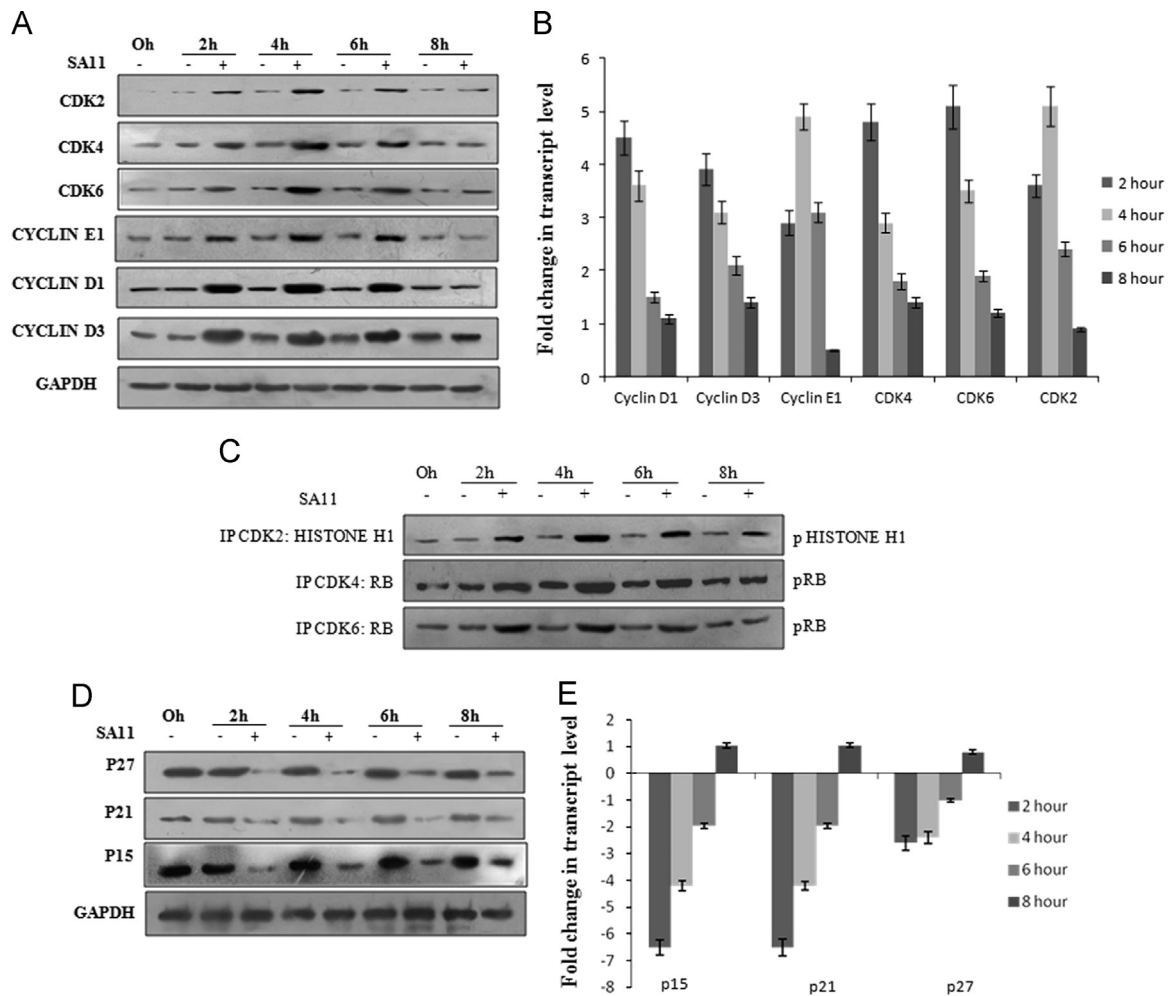 A
Oh 2h 4h 6h 8h
SA11 - - + - + - + - +
CDK2
CDK4
CDK6
CYCLIN E1
CYCLIN D1
CYCLIN D3
GAPDH
B
Fold change in transcript level
6
5
4
3
2
1
0
Cyclin D1 Cyclin D3 Cyclin E1 CDK4 CDK6 CDK2
2 hour
4 hour
6 hour
8 hour
C
Oh 2h 4h 6h 8h
SA11 - - + - + - + - +
IP CDK2: HISTONE H1 p HISTONE H1
IP CDK4: RB pRB
IP CDK6: RB pRB
D
Oh 2h 4h 6h 8h
SA11 - - + - + - + - +
P27
P21
P15
GAPDH
E
Fold change in transcript level
2
1
0
-1
-2
-3
-4
-5
-6
-7
-8
p15 p21 p27
2 hour
4 hour
6 hour
8 hour